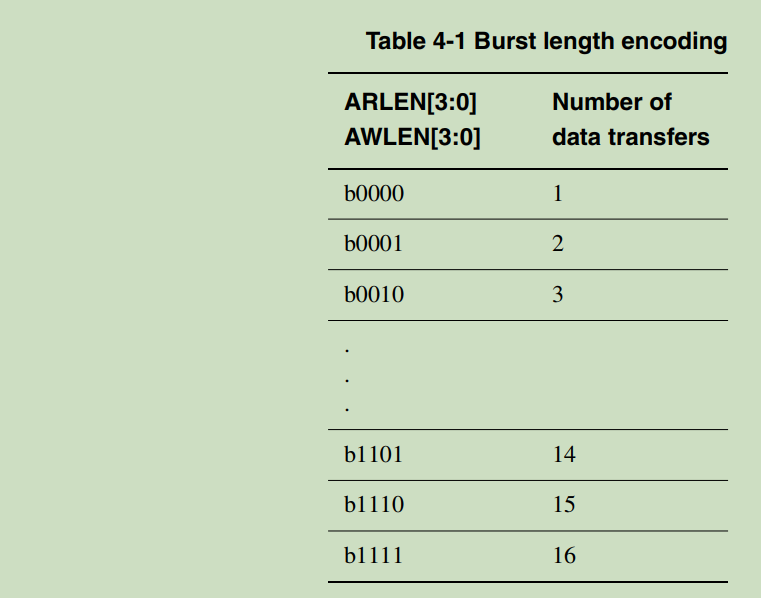 Table 4-1 Burst length encoding
ARLEN[3:0] Number of
AWLEN[3:0] data transfers
b0000 1
b0001 2
b0010 3
.
.
.
b1101 14
b1110 15
b1111 16